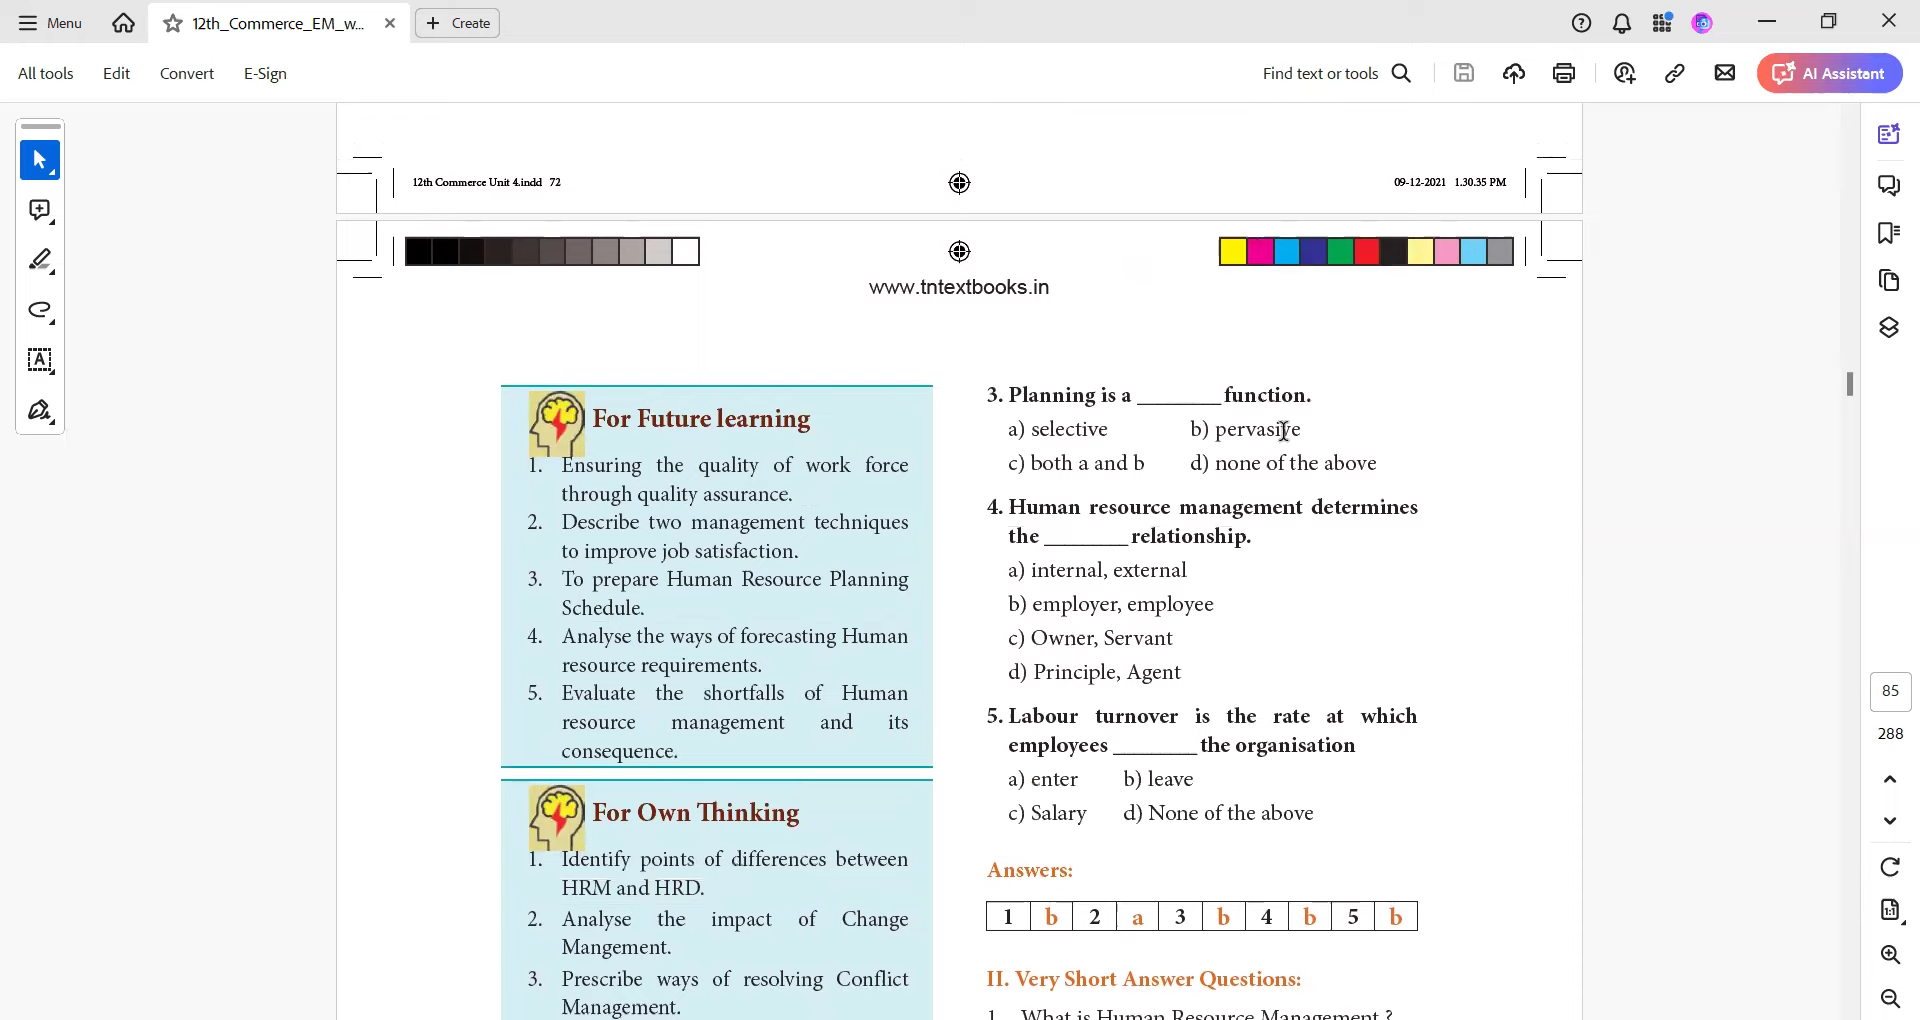 Menu
12th_Commerce_EM_w...
Create
All tools
Edit
Convert
E-Sign
Find text or tools
AI Assistant
12th Commerce Unit 4.indd 72
09-12-2021 1.30.35 PM
www.tntextbooks.in
For Future learning
1. Ensuring the quality of work force
through quality assurance.
2. Describe two management techniques
to improve job satisfaction.
3. To prepare Human Resource Planning
Schedule.
4. Analyse the ways of forecasting Human
resource requirements.
5. Evaluate the shortfalls of Human
resource management and its
consequence.
For Own Thinking
1. Identify points of differences between
HRM and HRD.
2. Analyse the impact of Change
Mangement.
3. Prescribe ways of resolving Conflict
Management.
3. Planning is a ________ function.
a) selective b) pervasive
c) both a and b d) none of the above
4. Human resource management determines
the ________ relationship.
a) internal, external
b) employer, employee
c) Owner, Servant
d) Principle, Agent
5. Labour turnover is the rate at which
employees ________ the organisation
a) enter b) leave
c) Salary d) None of the above
Answers:
1 b 2 a 3 b 4 b 5 b
II. Very Short Answer Questions:
1. What is Human Resource Management ?
85
288